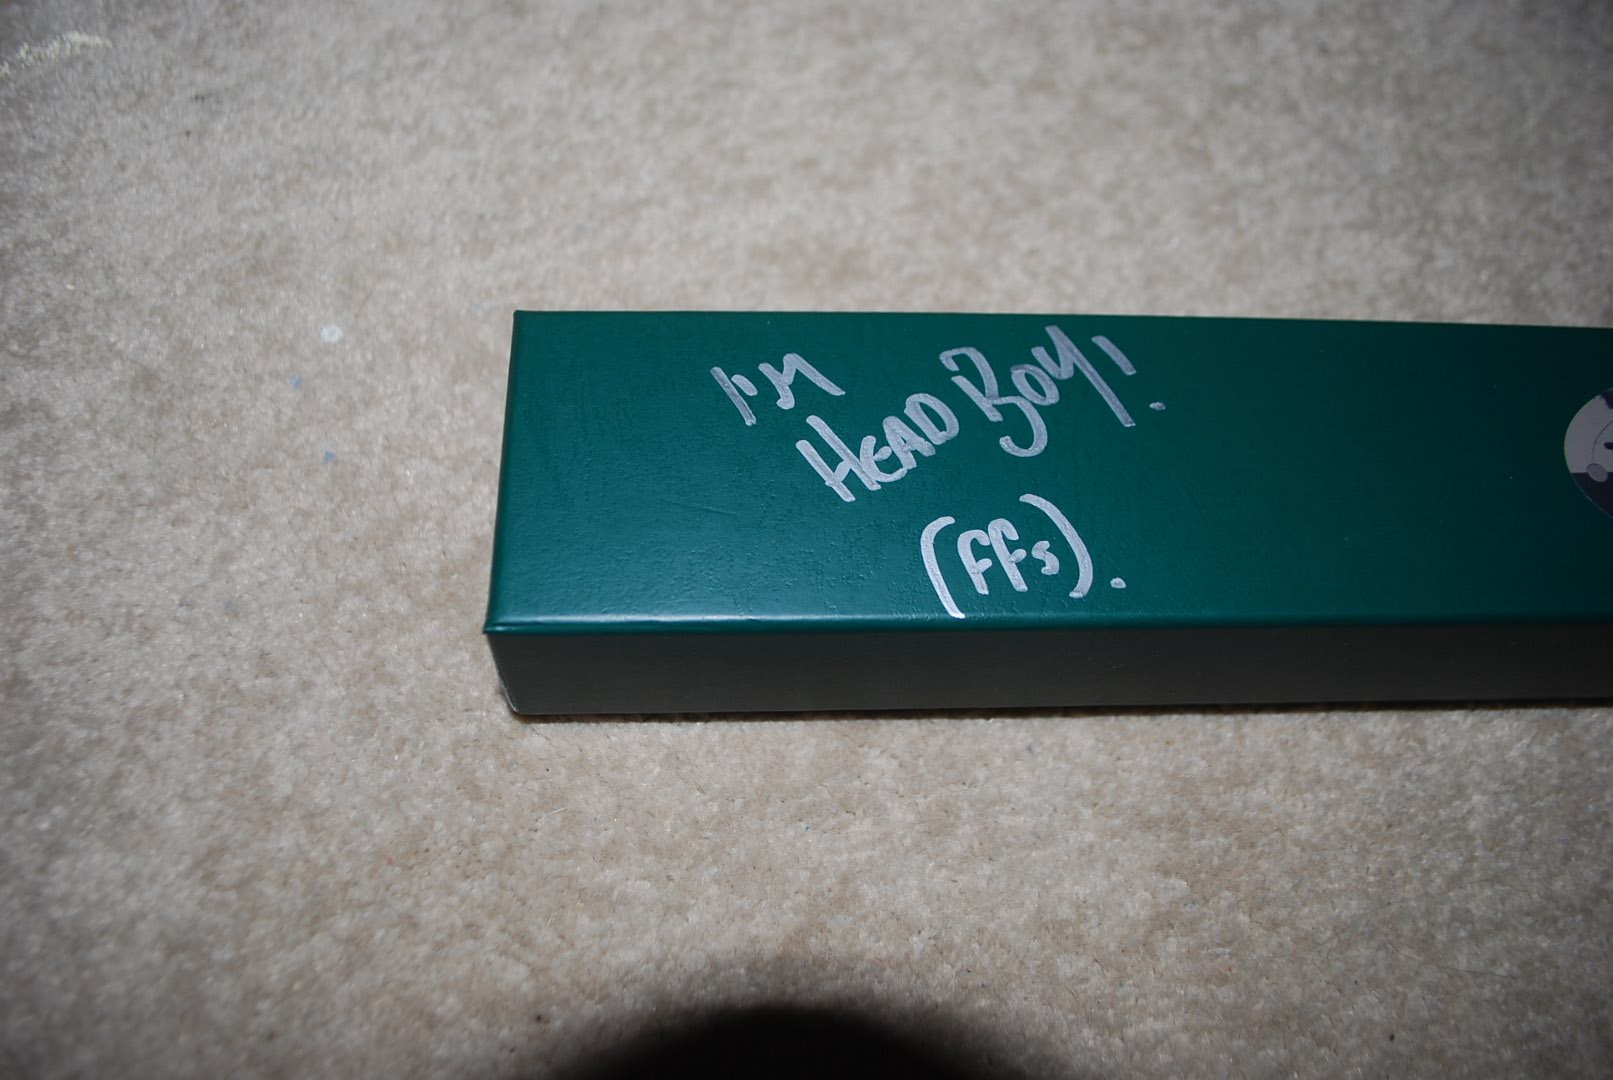 I'M
HEAD BOY!
(FFS).